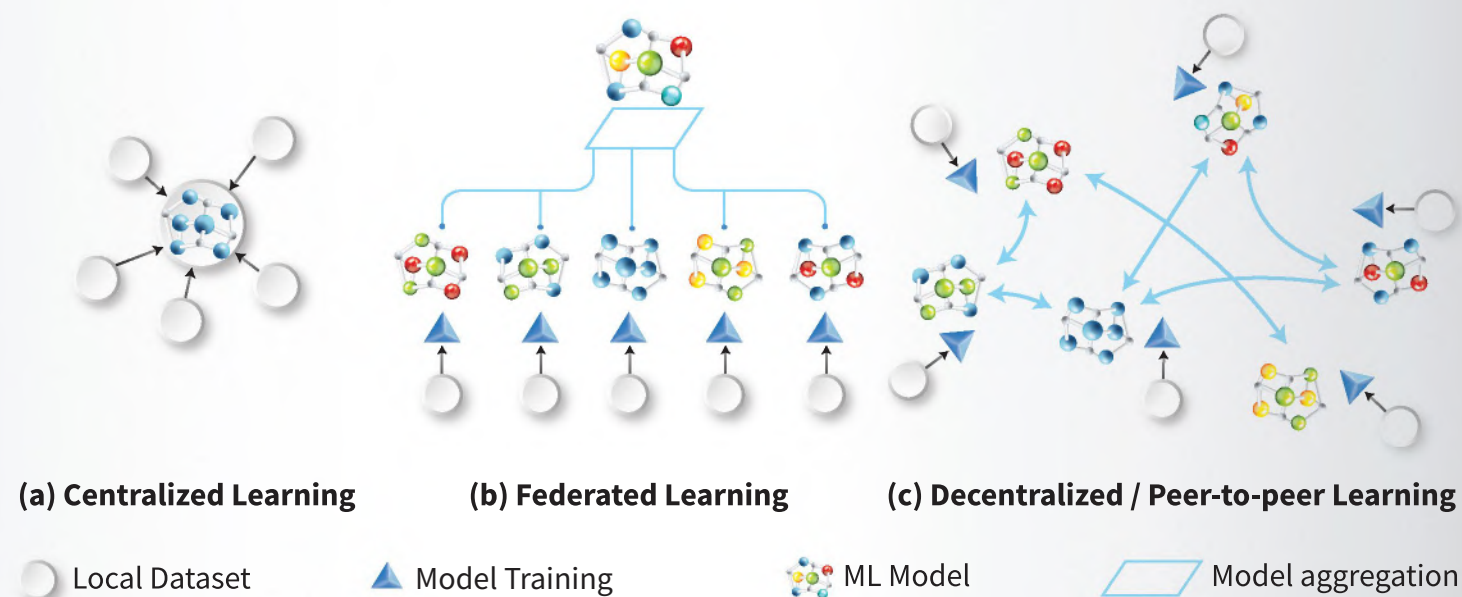 (a) Centralized Learning
(b) Federated Learning
(c) Decentralized / Peer-to-peer Learning
Local Dataset
Model Training
ML Model
Model aggregation